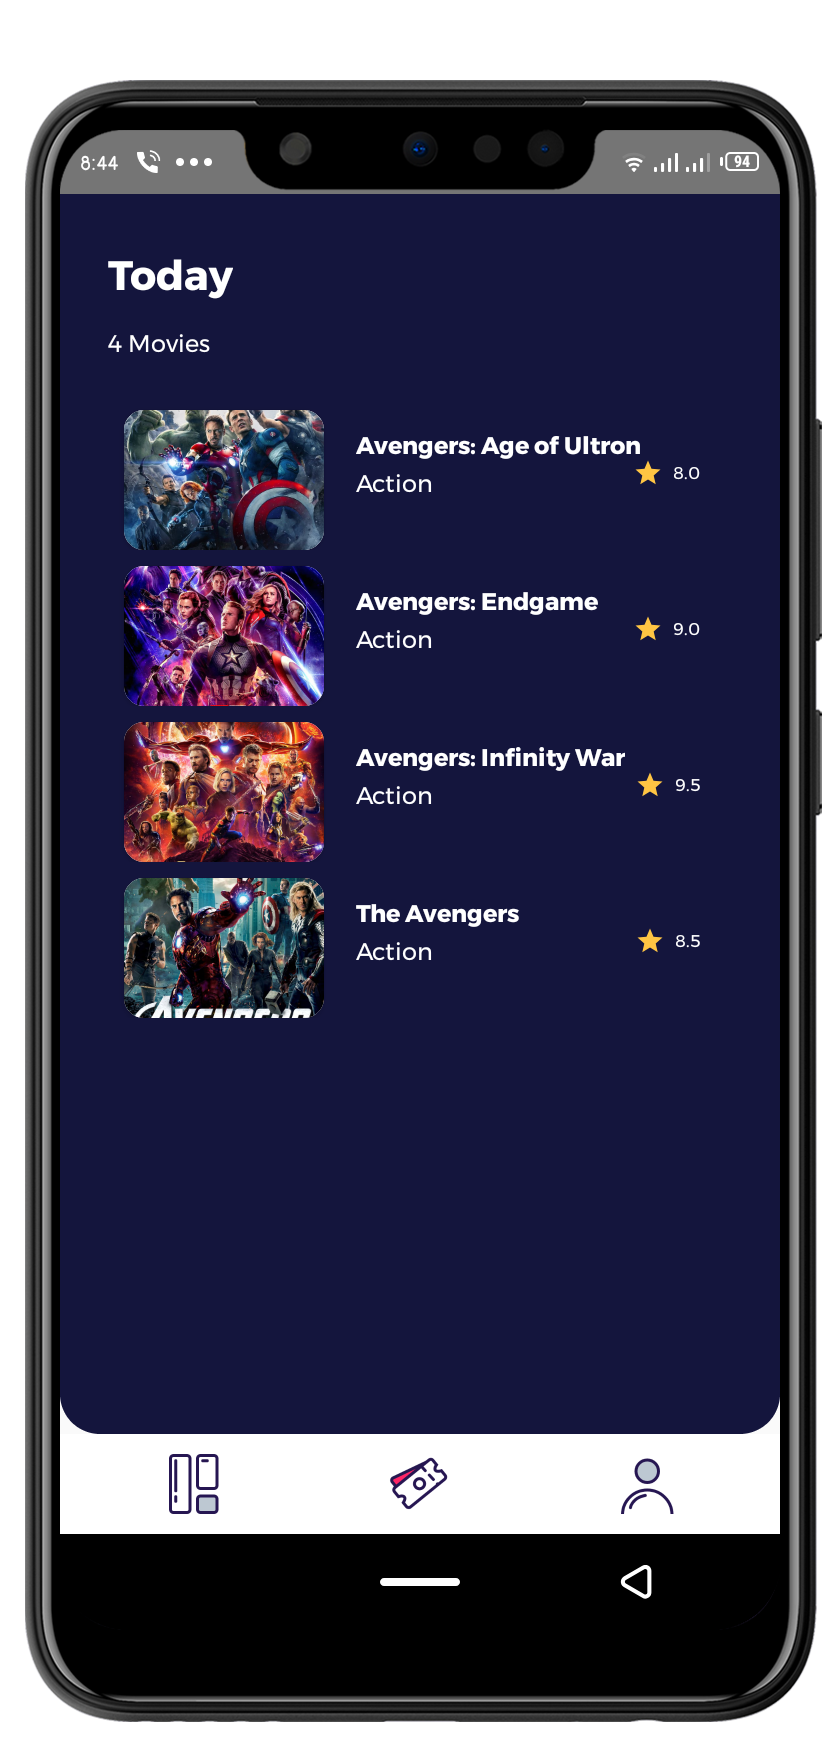 8:44
94
Today
4 Movies
Avengers: Age of Ultron
Action
8.0
Avengers: Endgame
Action
9.0
Avengers: Infinity War
Action
9.5
The Avengers
Action
8.5
AVENGERS